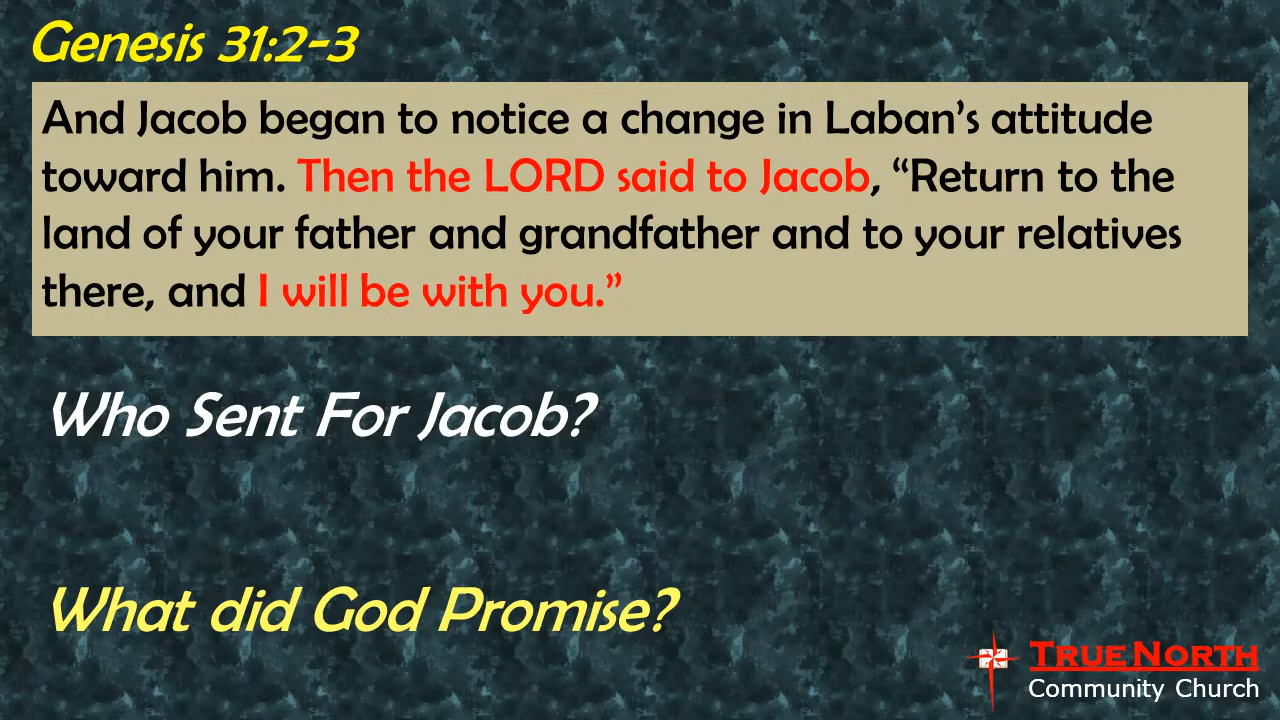 Genesis 31:2-3
And Jacob began to notice a change in Laban’s attitude
toward him. Then the LORD said to Jacob, “Return to the
land of your father and grandfather and to your relatives
there, and I will be with you.”
Who Sent For Jacob?
What did God Promise?
TRUE NORTH
Community Church